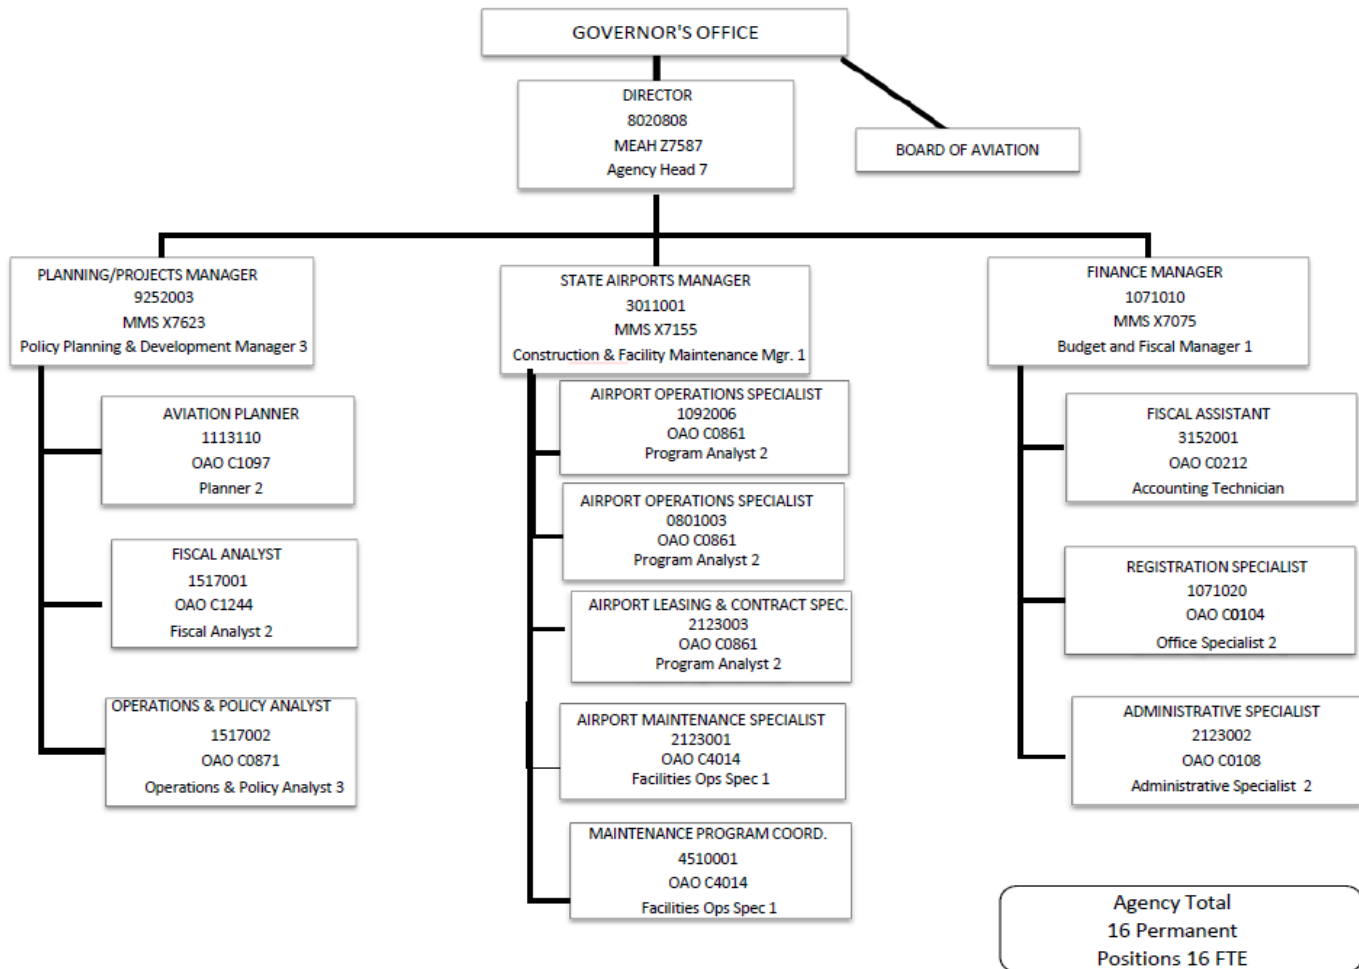 GOVERNOR'S OFFICE
DIRECTOR
8020808
MEAH Z7587
Agency Head 7
BOARD OF AVIATION
PLANNING/PROJECTS MANAGER
9252003
MMS X7623
Policy Planning & Development Manager 3
AVIATION PLANNER
1113110
OAO C1097
Planner 2
FISCAL ANALYST
1517001
OAO C1244
Fiscal Analyst 2
OPERATIONS & POLICY ANALYST
1517002
OAO C0871
Operations & Policy Analyst 3
STATE AIRPORTS MANAGER
3011001
MMS X7155
Construction & Facility Maintenance Mgr. 1
AIRPORT OPERATIONS SPECIALIST
1092006
OAO C0861
Program Analyst 2
AIRPORT OPERATIONS SPECIALIST
0801003
OAO C0861
Program Analyst 2
AIRPORT LEASING & CONTRACT SPEC.
2123003
OAO C0861
Program Analyst 2
AIRPORT MAINTENANCE SPECIALIST
2123001
OAO C4014
Facilities Ops Spec 1
MAINTENANCE PROGRAM COORD.
4510001
OAO C4014
Facilities Ops Spec 1
FINANCE MANAGER
1071010
MMS X7075
Budget and Fiscal Manager 1
FISCAL ASSISTANT
3152001
OAO C0212
Accounting Technician
REGISTRATION SPECIALIST
1071020
OAO C0104
Office Specialist 2
ADMINISTRATIVE SPECIALIST
2123002
OAO C0108
Administrative Specialist 2
Agency Total
16 Permanent
Positions 16 FTE